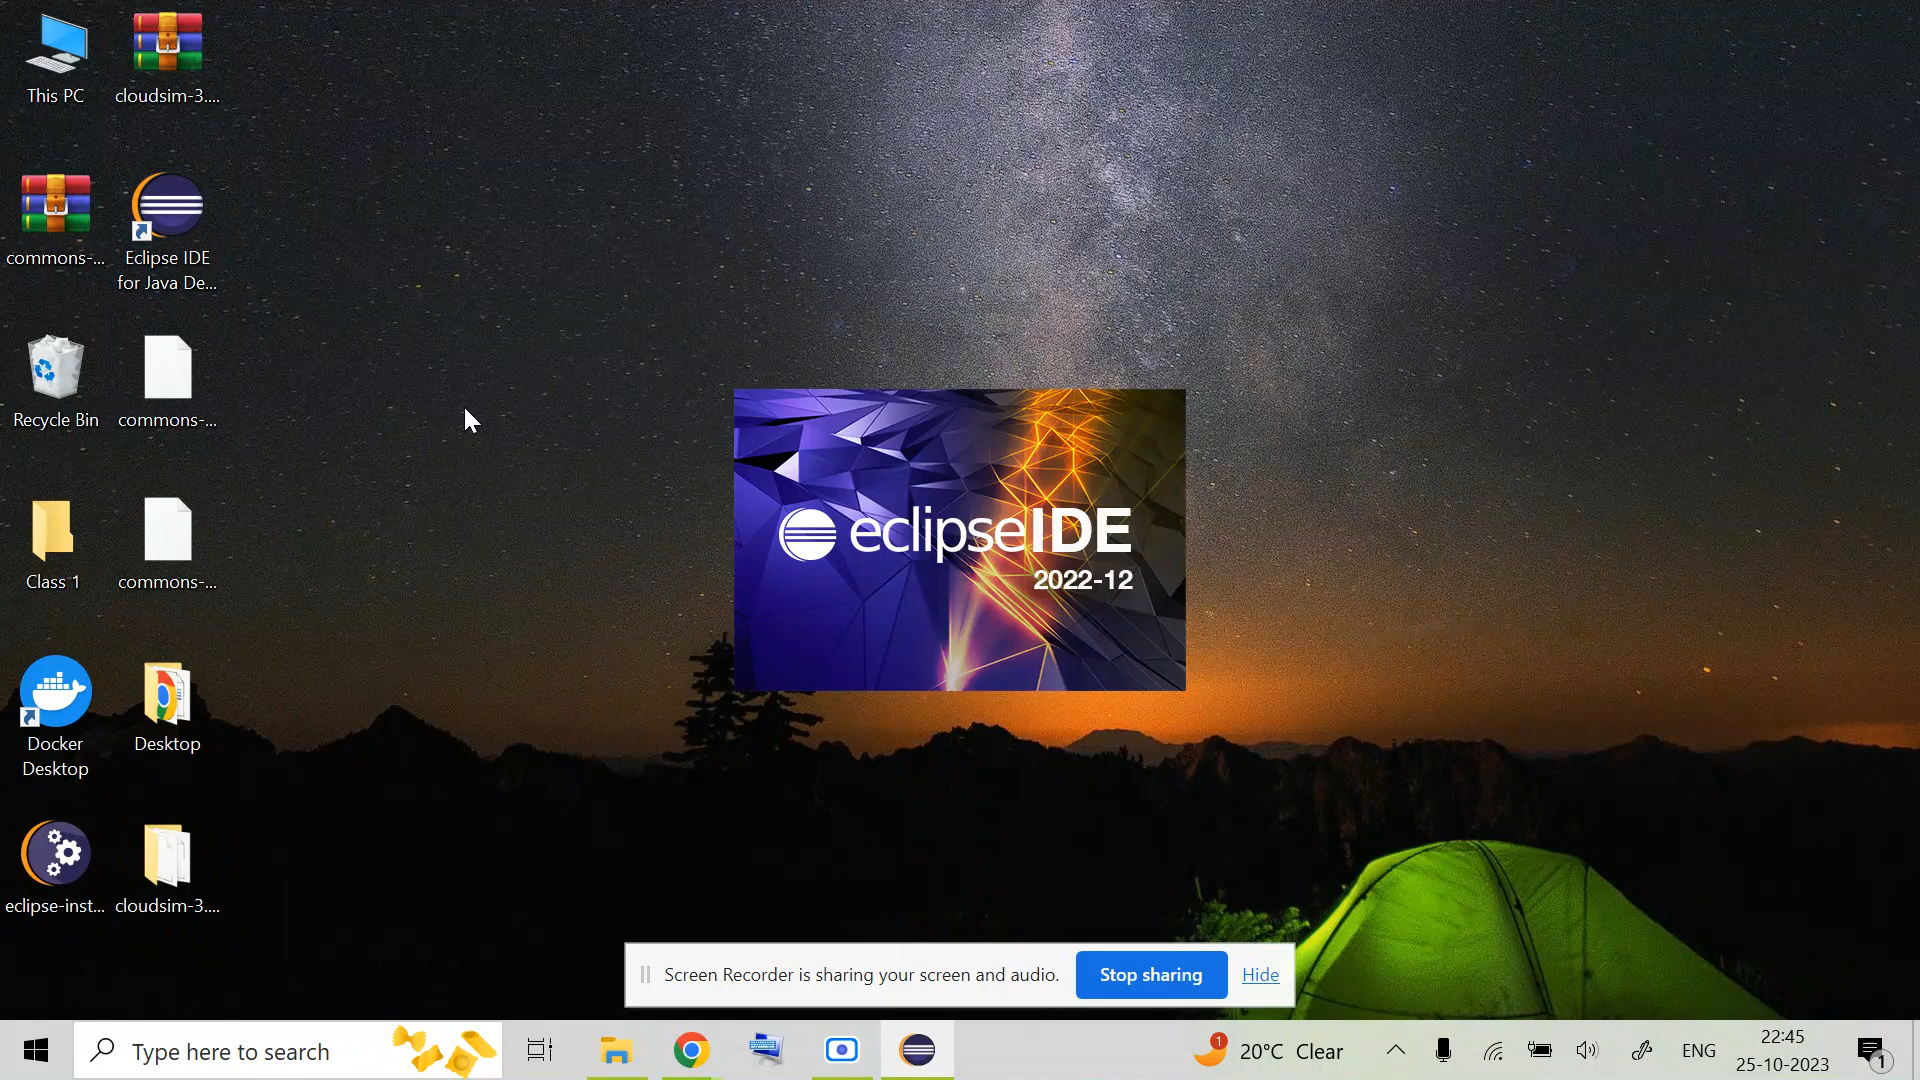 This PC
cloudsim-3....
commons-...
Eclipse IDE
for Java De...
Recycle Bin
commons-...
Class 1
commons-...
Docker
Desktop
Desktop
eclipse-inst...
cloudsim-3....
eclipseIDE
2022-12
Screen Recorder is sharing your screen and audio.
Stop sharing
Hide
Type here to search
1
20°C Clear
ENG
22:45
25-10-2023
1